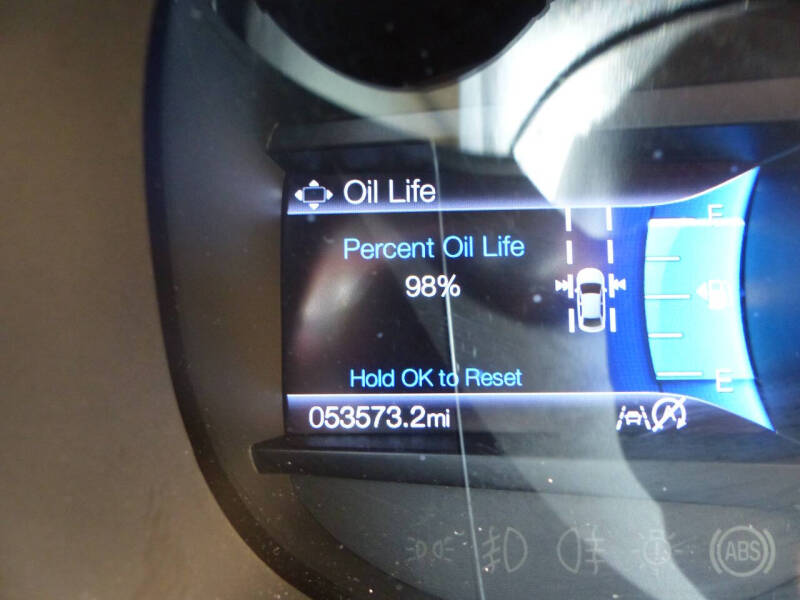 Oil Life
Percent Oil Life
98%
Hold OK to Reset
053573.2mi
F
E
A
ABS